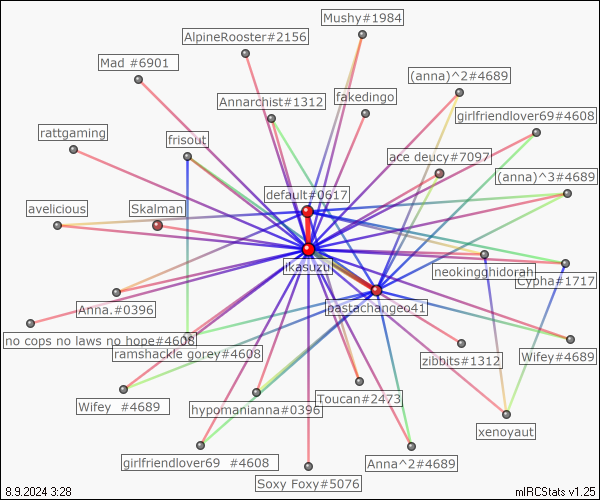 Mushy#1984
AlpineRooster#2156
Mad #6901
(anna)^2#4689
fakedingo
Annarchist#1312
girlfriendlover69#4608
rattgaming
frisout
ace deucy#7097
(anna)^3#4689
default#0617
avelicious
Skalman
ikasuzu
neokingghidorah
Cypha#1717
Anna.#0396
pastachangeo41
no cops no laws no hope#4608
ramshackle gorey#4608
zibbits#1312
Wifey#4689
Toucan#2473
Wifey #4689
hypomanianna#0396
xenoyaut
girlfriendlover69 #4608
Anna^2#4689
Soxy Foxy#5076
8.9.2024 3:28
mIRCStats v1.25